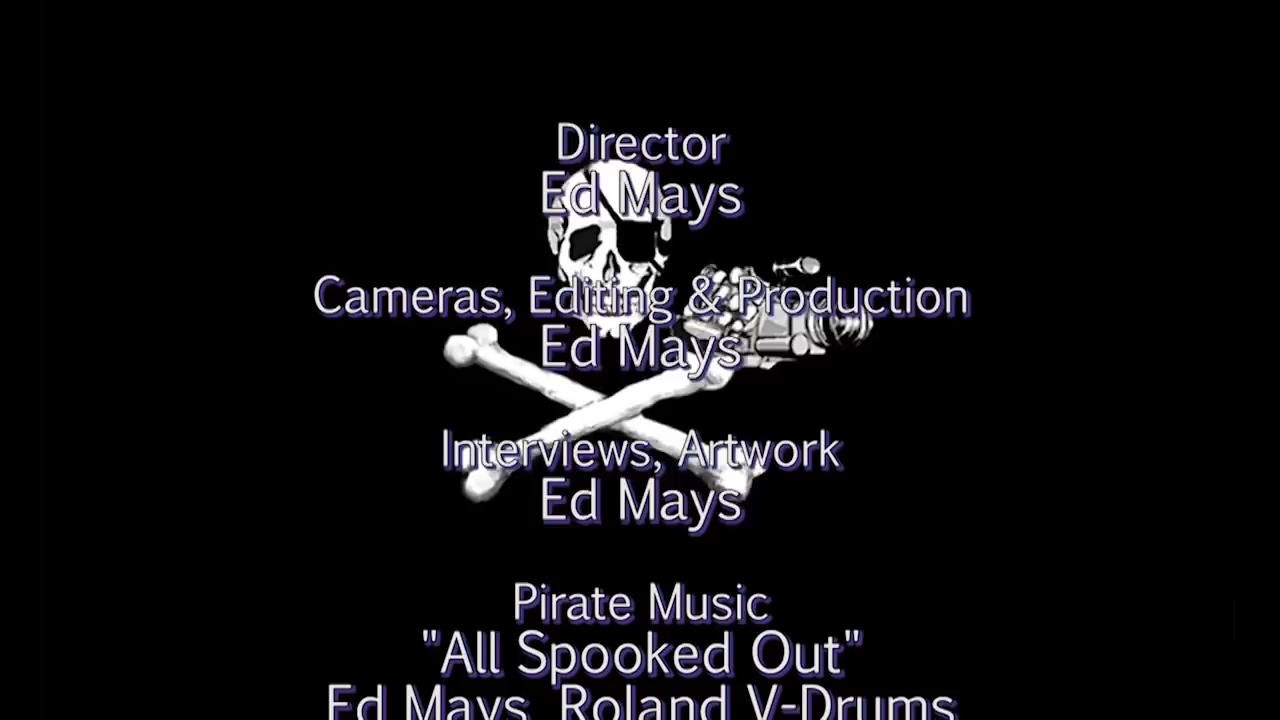 Director
Ed Mays
Cameras, Editing & Production
Ed Mays
Interviews, Artwork
Ed Mays
Pirate Music
"All Spooked Out"
Ed Mays, Roland V-Drums